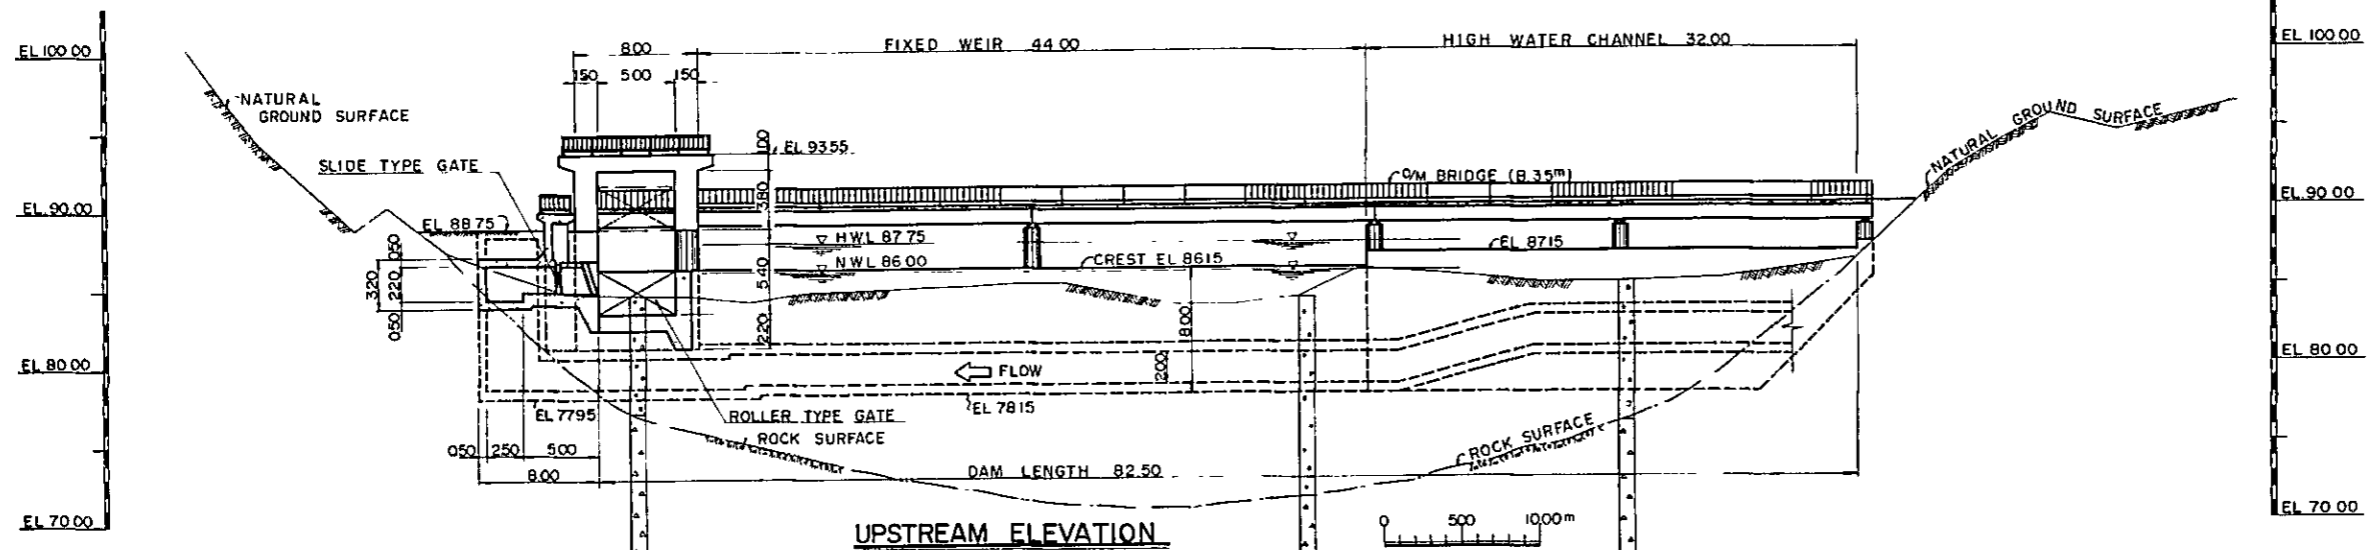 EL 100 00
8.00
FIXED WEIR 44 00
HIGH WATER CHANNEL 32.00
EL 100 00
1 50
5 00
1 50
NATURAL
GROUND SURFACE
NATURAL GROUND SURFACE
1 00
EL 93 55
SLIDE TYPE GATE
O/M BRIDGE (B.35m)
3 80
EL.90 00
EL.90 00
EL 88 75
H W.L 87 75
EL 87 15
0 50
N W L 86 00
CREST EL 86 15
3 20
2 20
5 40
0 50
2 20
8 00
EL 80 00
FLOW
2 00
EL 80 00
EL 77 95
EL 78 15
ROLLER TYPE GATE
ROCK SURFACE
ROCK SURFACE
0 50
2 50
5 00
8.00
DAM LENGTH 82.50
EL 70 00
EL 70 00
UPSTREAM ELEVATION
0 5 00 10.00 m